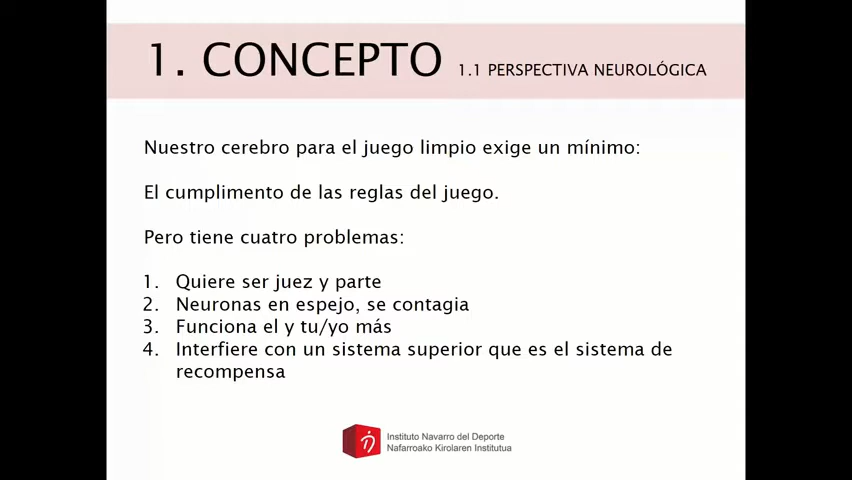 1. CONCEPTO 1.1 PERSPECTIVA NEUROLÓGICA
Nuestro cerebro para el juego limpio exige un mínimo:
El cumplimento de las reglas del juego.
Pero tiene cuatro problemas:
1. Quiere ser juez y parte
2. Neuronas en espejo, se contagia
3. Funciona el y tu/yo más
4. Interfiere con un sistema superior que es el sistema de
recompensa
Instituto Navarro del Deporte
Nafarroako Kirolaren Institutua